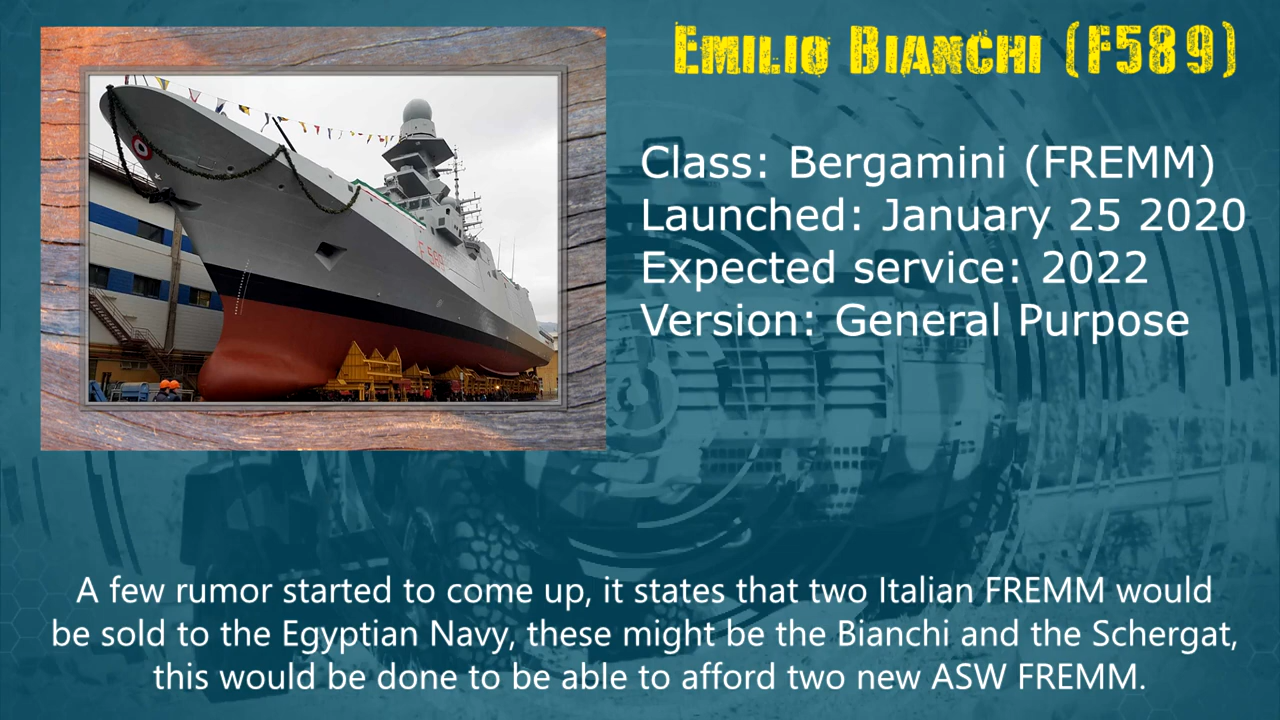 Emilio Bianchi (F589)
Class: Bergamini (FREMM)
Launched: January 25 2020
Expected service: 2022
Version: General Purpose
F 589
A few rumor started to come up, it states that two Italian FREMM would
be sold to the Egyptian Navy, these might be the Bianchi and the Schergat,
this would be done to be able to afford two new ASW FREMM.